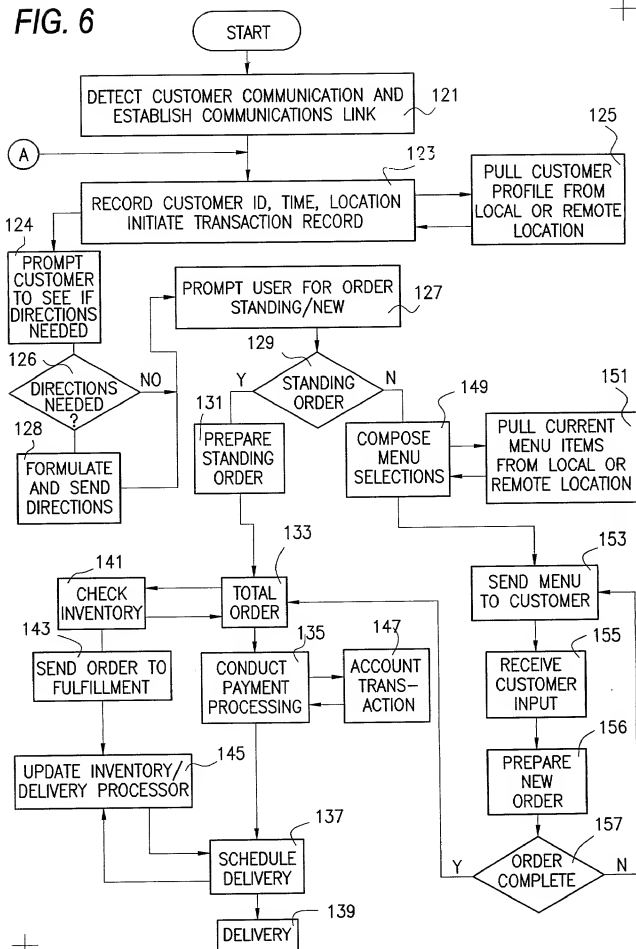 FIG. 6
START
DETECT CUSTOMER COMMUNICATION AND
ESTABLISH COMMUNICATIONS LINK
121
A
123
125
RECORD CUSTOMER ID, TIME, LOCATION
INITIATE TRANSACTION RECORD
PULL CUSTOMER
PROFILE FROM
LOCAL OR REMOTE
LOCATION
124
PROMPT
CUSTOMER
TO SEE IF
DIRECTIONS
NEEDED
PROMPT USER FOR ORDER
STANDING/NEW
127
126
DIRECTIONS
NEEDED
?
NO
129
STANDING
ORDER
Y
N
128
FORMULATE
AND SEND
DIRECTIONS
131
PREPARE
STANDING
ORDER
149
COMPOSE
MENU
SELECTIONS
151
PULL CURRENT
MENU ITEMS
FROM LOCAL OR
REMOTE LOCATION
141
CHECK
INVENTORY
133
TOTAL
ORDER
153
SEND MENU
TO CUSTOMER
143
SEND ORDER TO
FULFILLMENT
135
CONDUCT
PAYMENT
PROCESSING
147
ACCOUNT
TRANS-
ACTION
155
RECEIVE
CUSTOMER
INPUT
145
UPDATE INVENTORY/
DELIVERY PROCESSOR
156
PREPARE
NEW
ORDER
137
SCHEDULE
DELIVERY
157
ORDER
COMPLETE
Y
N
139
DELIVERY